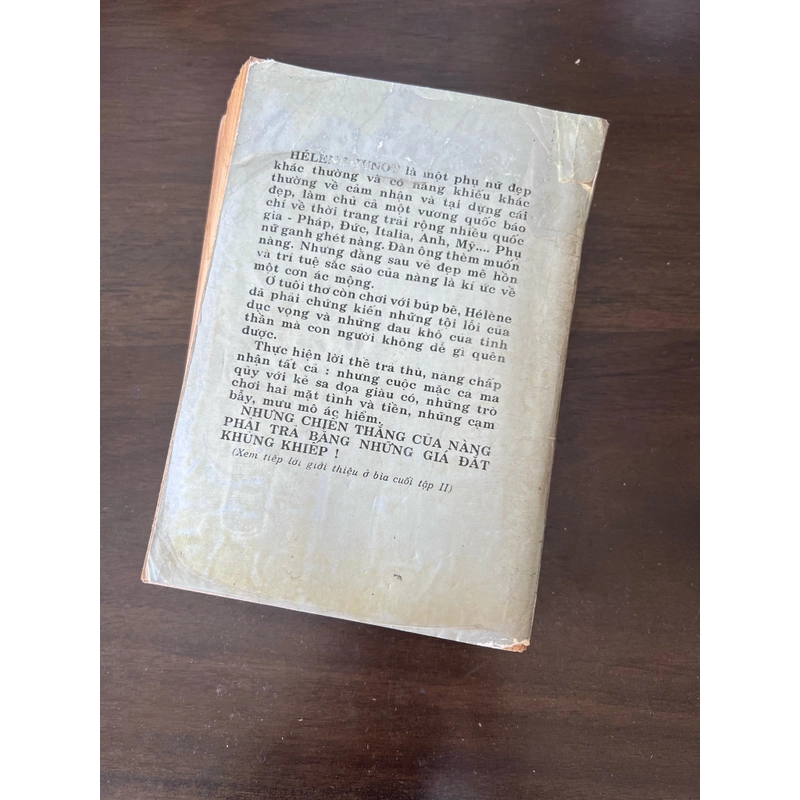 HÉLÈNE JUNOT là một phụ nữ đẹp
khác thường và có năng khiếu khác
thường về cảm nhận và tại dựng cái
đẹp, làm chủ cả một vương quốc báo
chí về thời trang trải rộng nhiều quốc
gia - Pháp, Đức, Italia, Anh, Mỹ.... Phụ
nữ ganh ghét nàng. Đàn ông thèm muốn
nàng. Nhưng đằng sau vẻ đẹp mê hồn
và trí tuệ sắc sảo của nàng là kí ức về
một cơn ác mộng.
Ở tuổi thơ còn chơi với búp bê, Hélène
đã phải chứng kiến những tội lỗi của
dục vọng và những đau khổ của tinh
thần mà con người không dễ gì quên
được.
Thực hiện lời thề trả thù, nàng chấp
nhận tất cả : những cuộc mặc cả ma
qủy với kẻ sa đọa giàu có, những trò
chơi hai mặt tình và tiền, những cạm
bẫy, mưu mô ác hiểm.
NHƯNG CHIẾN THẮNG CỦA NÀNG
PHẢI TRẢ BẰNG NHỮNG GIÁ ĐẮT
KHỦNG KHIẾP !
(Xem tiếp lời giới thiệu ở bìa cuối tập II)